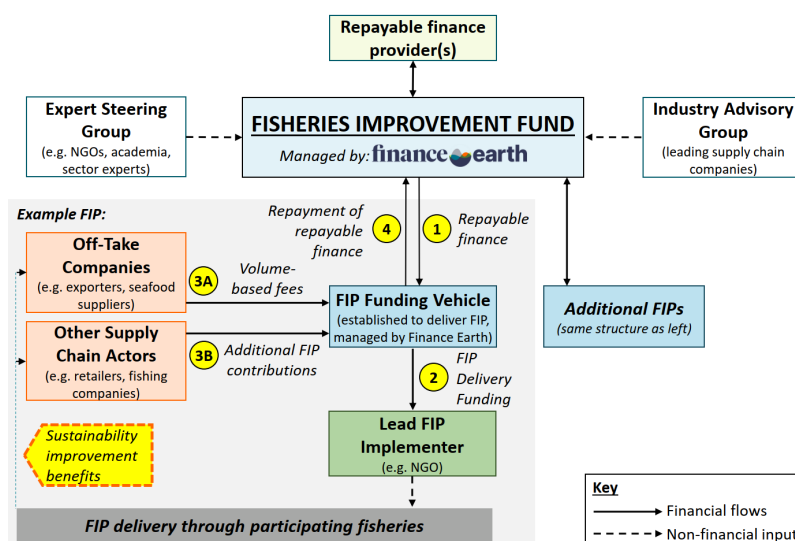 Repayable finance
provider(s)
Expert Steering
Group
(e.g. NGOs, academia,
sector experts)
FISHERIES IMPROVEMENT FUND
Managed by: finance earth
Industry Advisory
Group
(leading supply chain
companies)
Example FIP:
Repayment of
repayable
finance
4
1
Repayable
finance
Off-Take
Companies
(e.g. exporters, seafood
suppliers)
3A
Volume-
based fees
FIP Funding Vehicle
(established to deliver FIP,
managed by Finance Earth)
Additional FIPs
(same structure as left)
Other Supply
Chain Actors
(e.g. retailers, fishing
companies)
3B
Additional FIP
contributions
2
FIP
Delivery
Funding
Lead FIP
Implementer
(e.g. NGO)
Sustainability
improvement
benefits
FIP delivery through participating fisheries
Key
Financial flows
Non-financial input